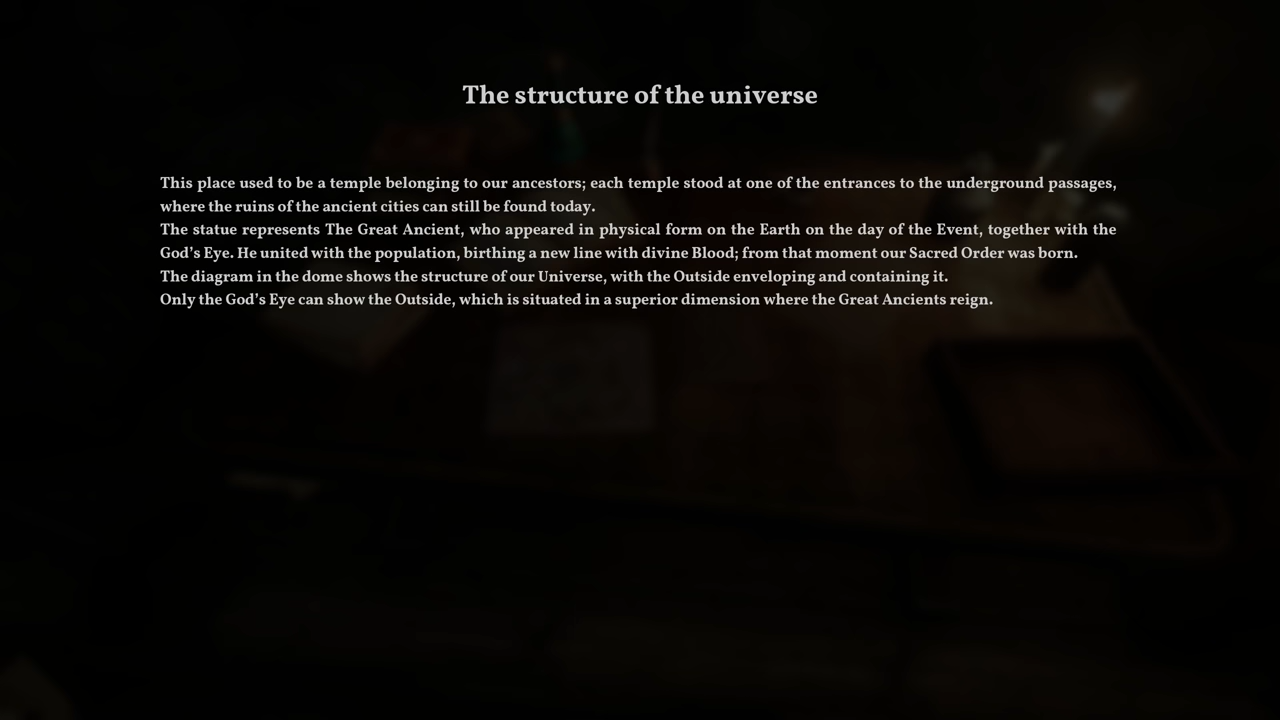 The structure of the universe
This place used to be a temple belonging to our ancestors; each temple stood at one of the entrances to the underground passages,
where the ruins of the ancient cities can still be found today.
The statue represents The Great Ancient, who appeared in physical form on the Earth on the day of the Event, together with the
God’s Eye. He united with the population, birthing a new line with divine Blood; from that moment our Sacred Order was born.
The diagram in the dome shows the structure of our Universe, with the Outside enveloping and containing it.
Only the God’s Eye can show the Outside, which is situated in a superior dimension where the Great Ancients reign.